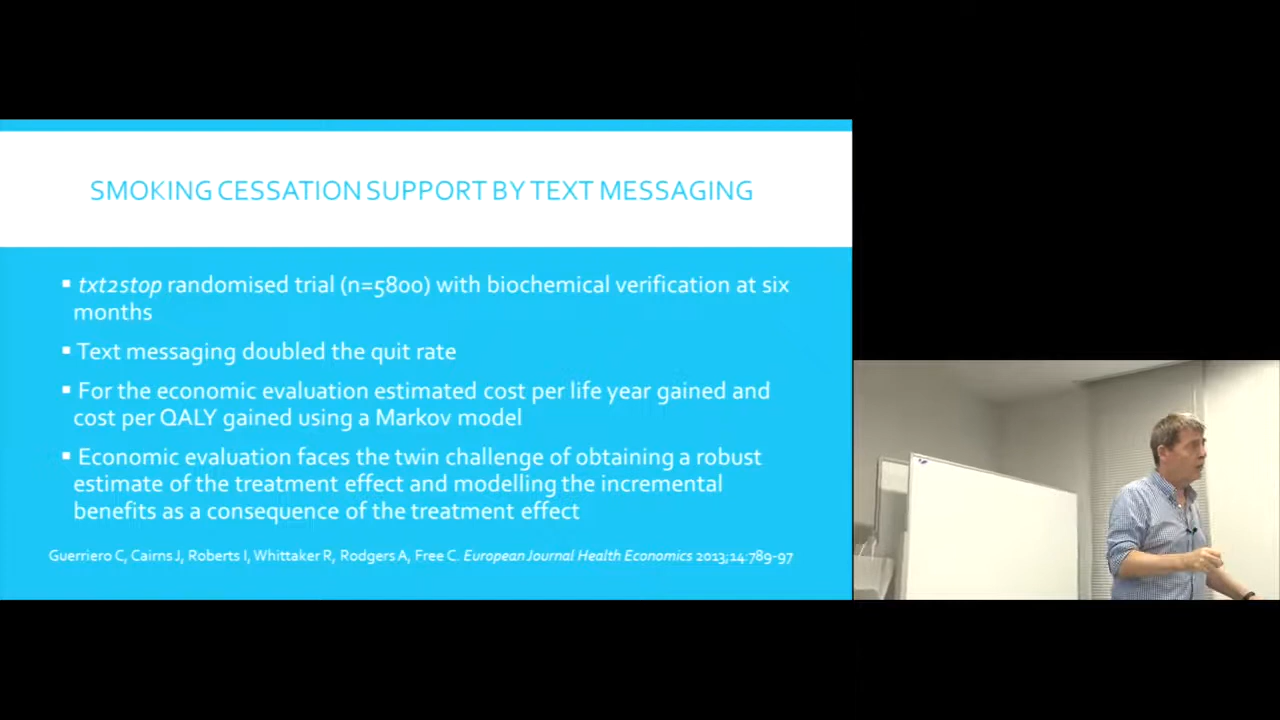 SMOKING CESSATION SUPPORT BY TEXT MESSAGING
▪ txt2stop randomised trial (n=5800) with biochemical verification at six
months
▪ Text messaging doubled the quit rate
▪ For the economic evaluation estimated cost per life year gained and
cost per QALY gained using a Markov model
▪ Economic evaluation faces the twin challenge of obtaining a robust
estimate of the treatment effect and modelling the incremental
benefits as a consequence of the treatment effect
Guerriero C, Cairns J, Roberts I, Whittaker R, Rodgers A, Free C. European Journal Health Economics 2013;14:789-97